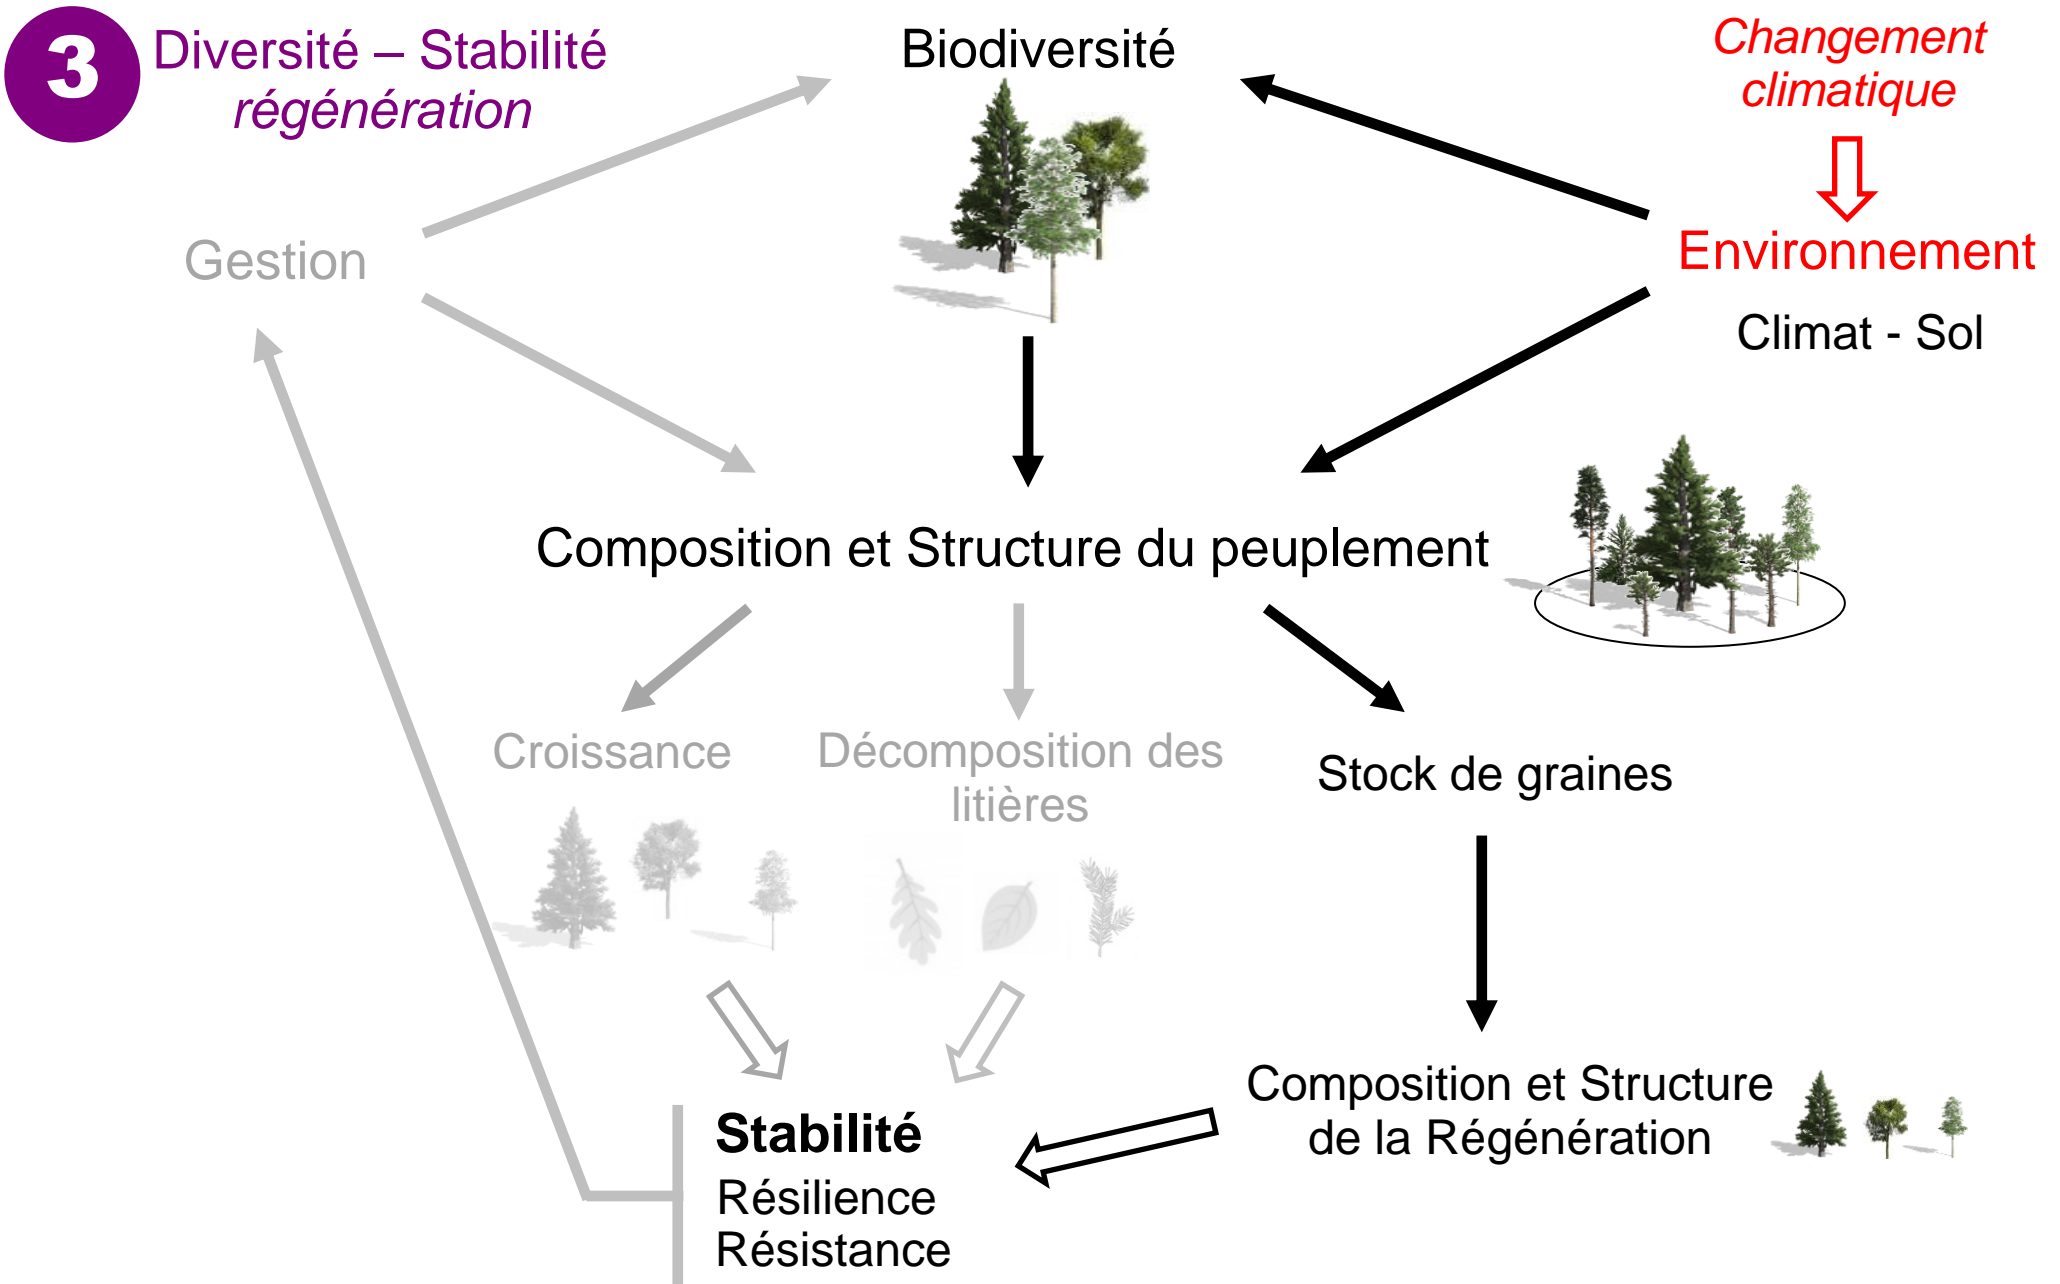 3
Diversité – Stabilité
régénération
Biodiversité
Changement
climatique
Gestion
Environnement
Climat - Sol
Composition et Structure du peuplement
Croissance
Décomposition des
litières
Stock de graines
Composition et Structure
de la Régénération
Stabilité
Résilience
Résistance